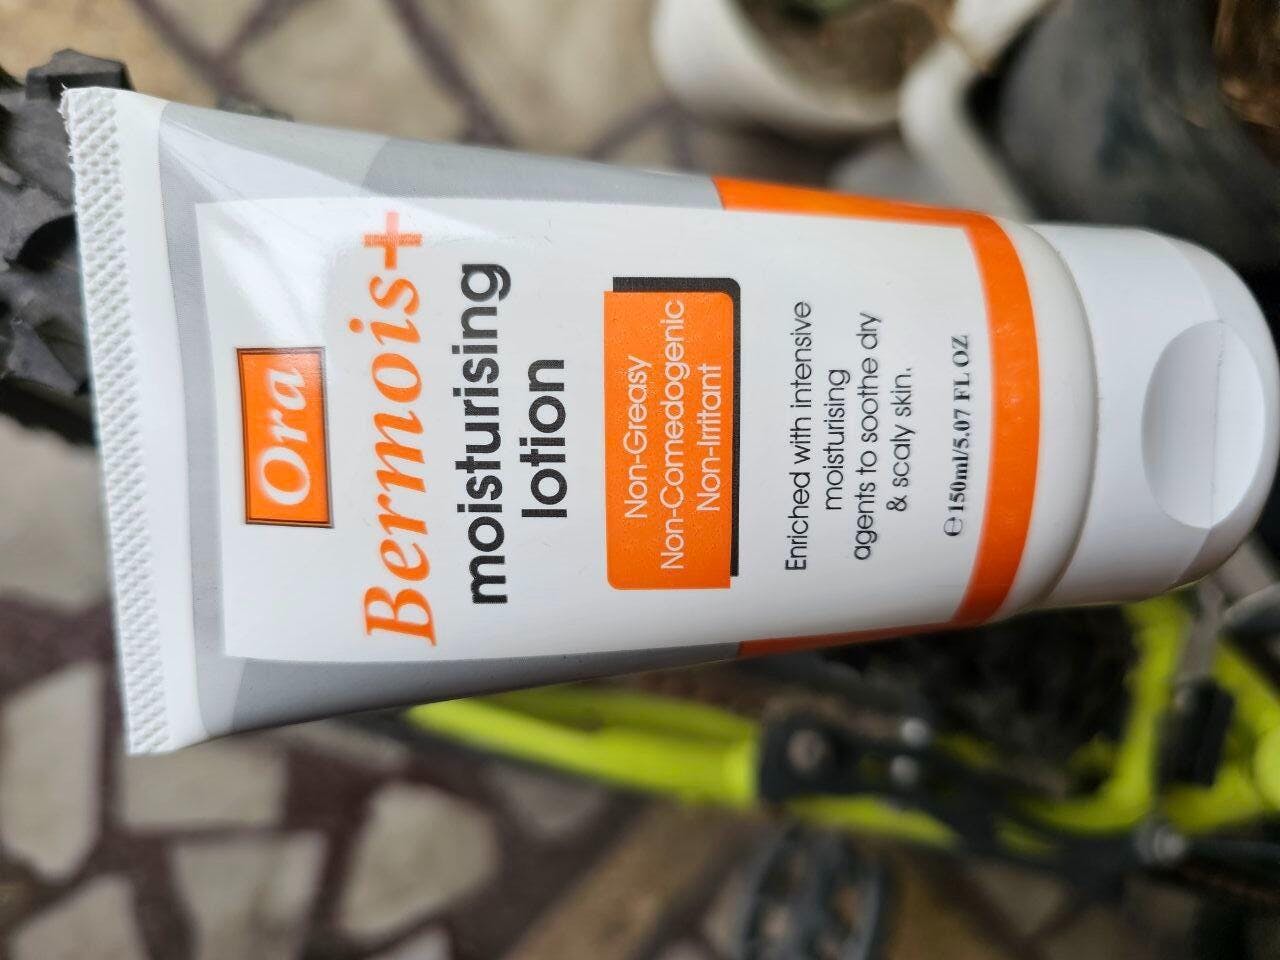 Ora
Bermois+
moisturising
lotion
Non-Greasy
Non-Comedogenic
Non-Irritant
Enriched with intensive
moisturising
agents to soothe dry
& scaly skin.
℮150ml/5.07 FL OZ